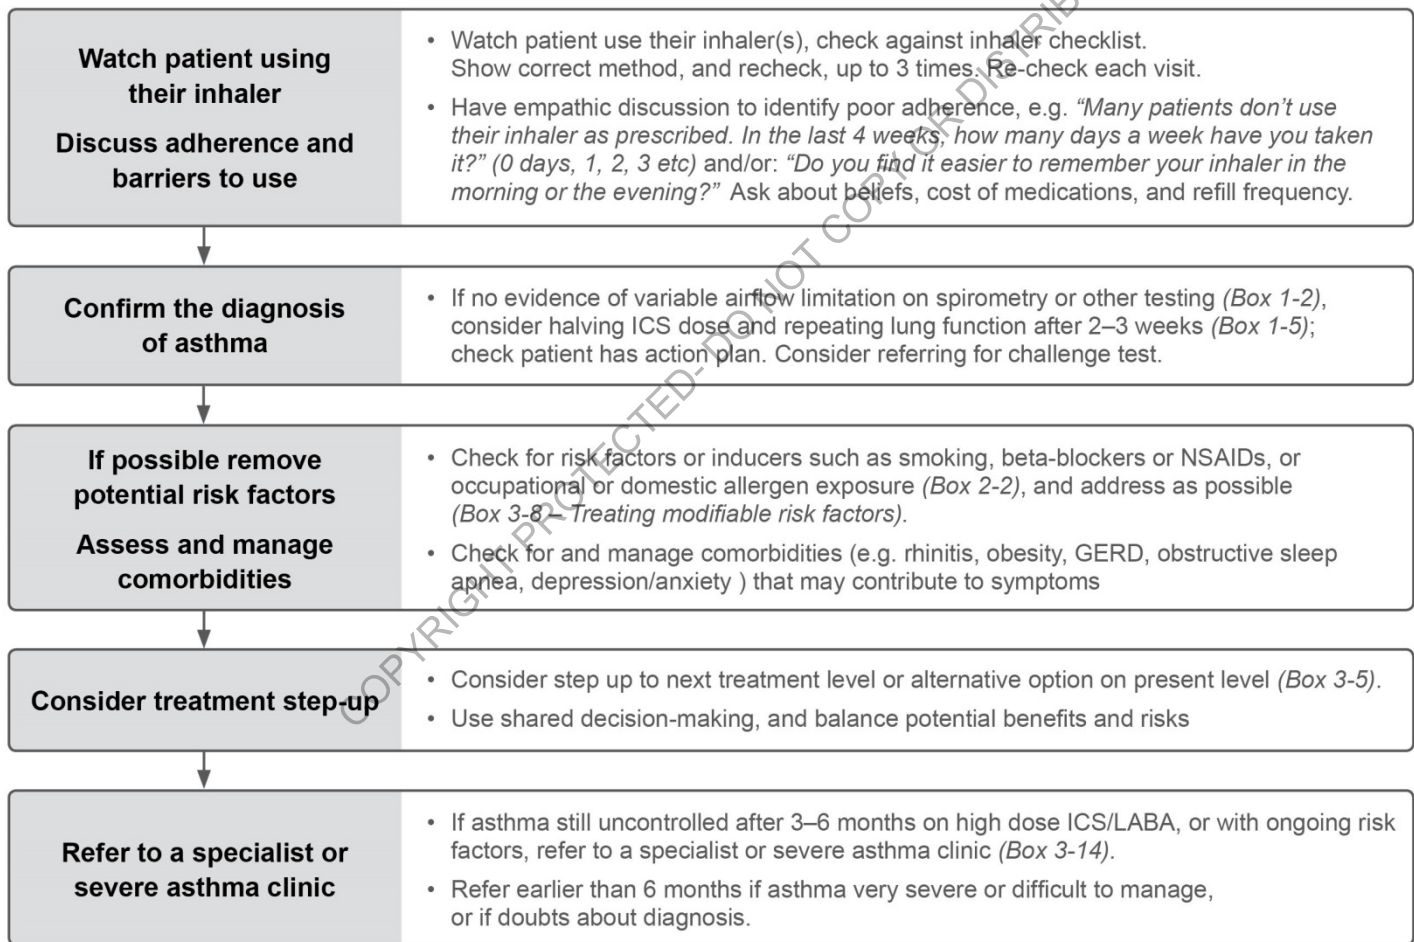 Watch patient using
their inhaler
Discuss adherence and
barriers to use
• Watch patient use their inhaler(s), check against inhaler checklist.
Show correct method, and recheck, up to 3 times. Re-check each visit.
• Have empathic discussion to identify poor adherence, e.g. “Many patients don’t use
their inhaler as prescribed. In the last 4 weeks, how many days a week have you taken
it?” (0 days, 1, 2, 3 etc) and/or: “Do you find it easier to remember your inhaler in the
morning or the evening?” Ask about beliefs, cost of medications, and refill frequency.
Confirm the diagnosis
of asthma
• If no evidence of variable airflow limitation on spirometry or other testing (Box 1-2),
consider halving ICS dose and repeating lung function after 2–3 weeks (Box 1-5);
check patient has action plan. Consider referring for challenge test.
If possible remove
potential risk factors
Assess and manage
comorbidities
• Check for risk factors or inducers such as smoking, beta-blockers or NSAIDs, or
occupational or domestic allergen exposure (Box 2-2), and address as possible
(Box 3-8 – Treating modifiable risk factors).
• Check for and manage comorbidities (e.g. rhinitis, obesity, GERD, obstructive sleep
apnea, depression/anxiety ) that may contribute to symptoms
Consider treatment step-up
• Consider step up to next treatment level or alternative option on present level (Box 3-5).
• Use shared decision-making, and balance potential benefits and risks
Refer to a specialist or
severe asthma clinic
• If asthma still uncontrolled after 3–6 months on high dose ICS/LABA, or with ongoing risk
factors, refer to a specialist or severe asthma clinic (Box 3-14).
• Refer earlier than 6 months if asthma very severe or difficult to manage,
or if doubts about diagnosis.
COPYRIGHT PROTECTED- DO NOT COPY OR DISTRIB